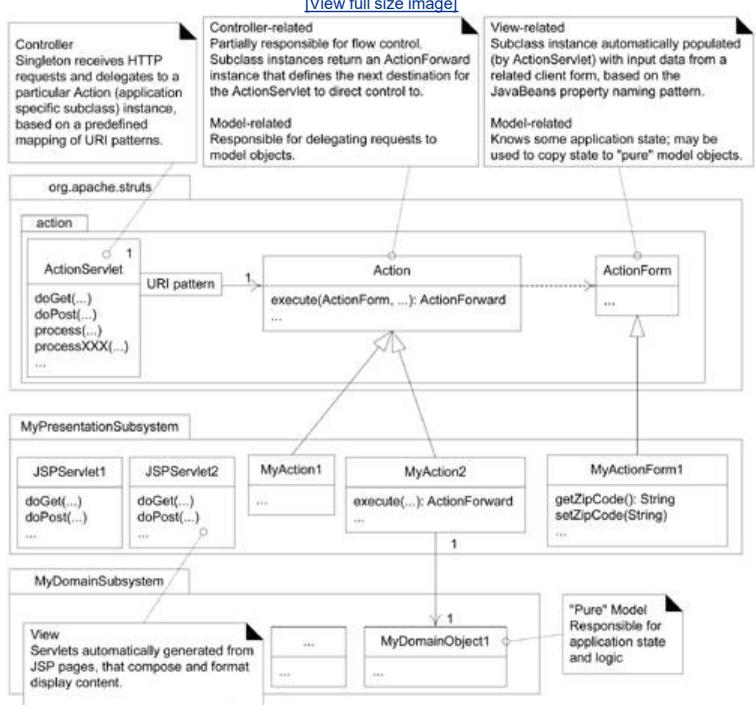 [View full size image]
Controller
Singleton receives HTTP
requests and delegates to a
particular Action (application
specific subclass) instance,
based on a predefined
mapping of URI patterns.
Controller-related
Partially responsible for flow control.
Subclass instances return an ActionForward
instance that defines the next destination for
the ActionServlet to direct control to.
Model-related
Responsible for delegating requests to
model objects.
View-related
Subclass instance automatically populated
(by ActionServlet) with input data from a
related client form, based on the
JavaBeans property naming pattern.
Model-related
Knows some application state; may be
used to copy state to "pure" model objects.
org.apache.struts
action
1
ActionServlet
doGet(...)
doPost(...)
process(...)
processXXX(...)
...
URI pattern
1
Action
execute(ActionForm, ...): ActionForward
...
ActionForm
...
MyPresentationSubsystem
JSPServlet1
doGet(...)
doPost(...)
...
JSPServlet2
doGet(...)
doPost(...)
...
MyAction1
...
MyAction2
execute(...): ActionForward
...
MyActionForm1
getZipCode(): String
setZipCode(String)
...
1
MyDomainSubsystem
View
Servlets automatically generated from
JSP pages, that compose and format
display content.
...
...
1
MyDomainObject1
...
"Pure" Model
Responsible for
application state
and logic